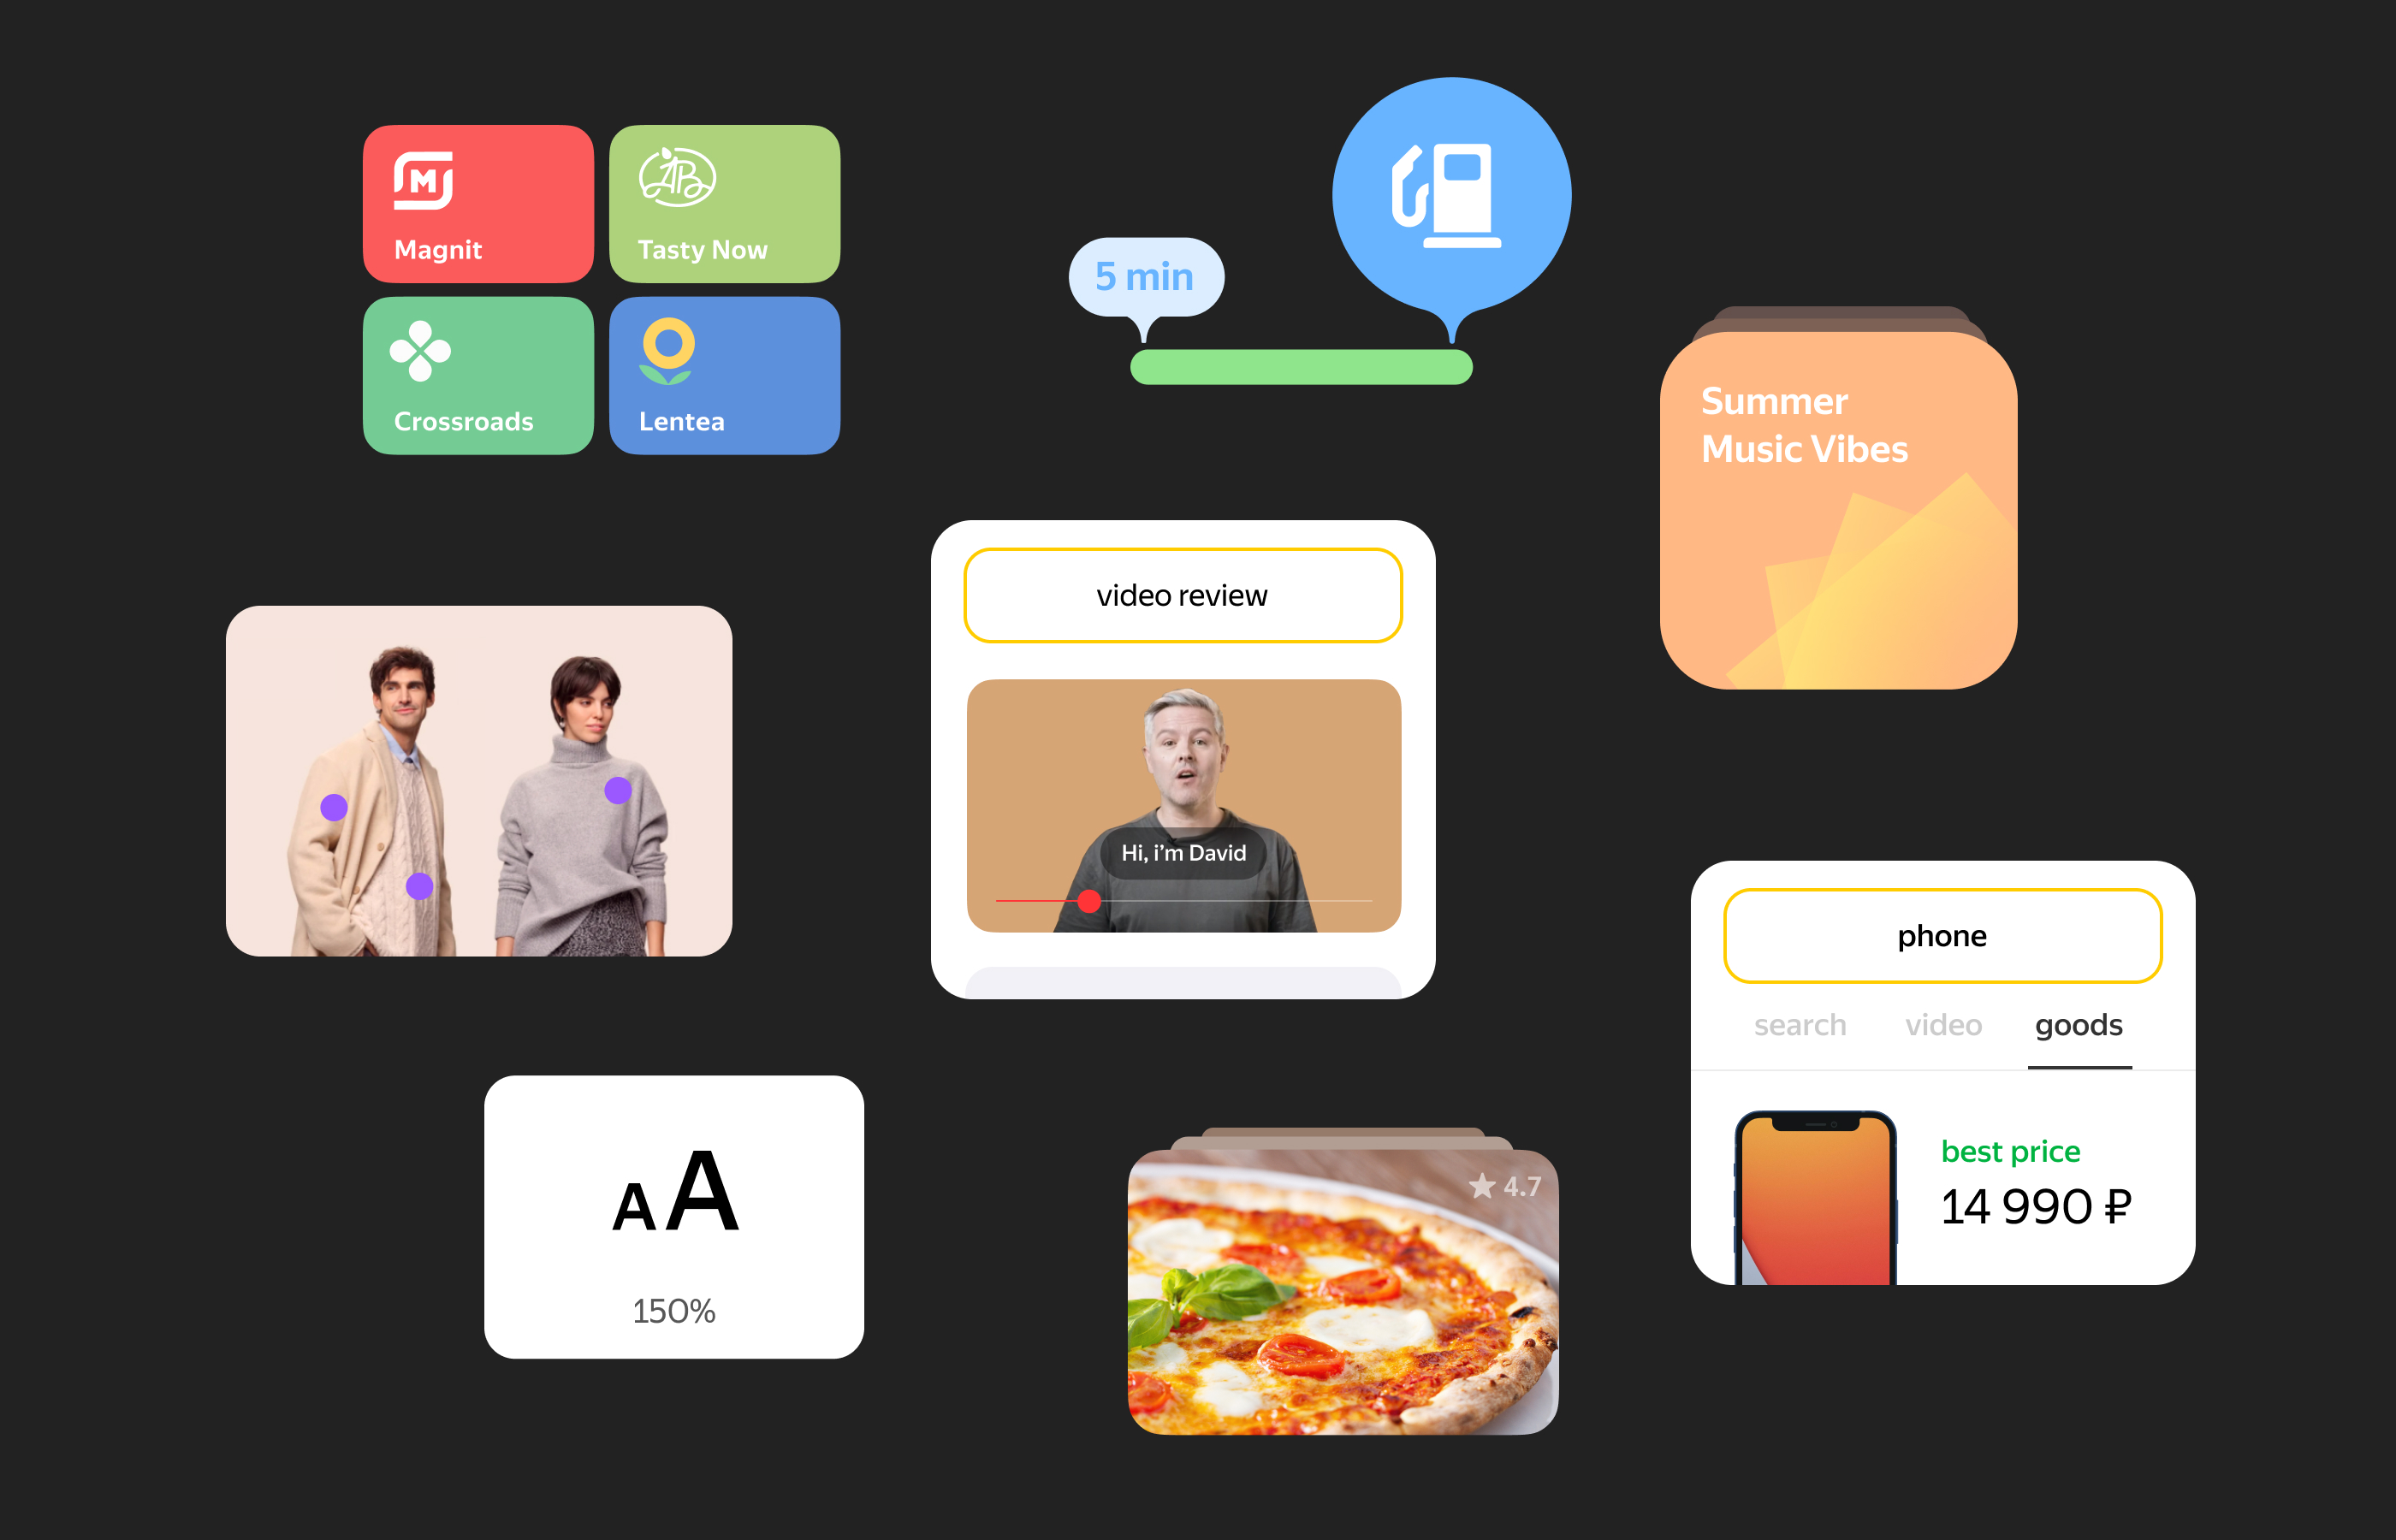 Magnit
Tasty Now
Crossroads
Lentea
5 min
Summer
Music Vibes
video review
Hi, i’m David
phone
search video goods
best price
14 990 ₽
AA
150%
4.7